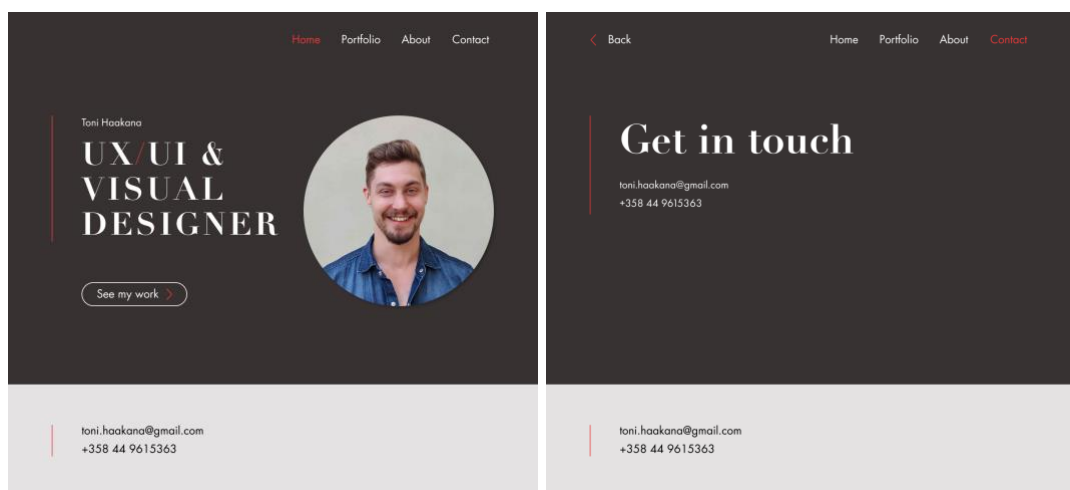 Home Portfolio About Contact
Toni Haakana
UX/UI &
VISUAL
DESIGNER
See my work
toni.haakana@gmail.com
+358 44 9615363
Back
Home Portfolio About Contact
Get in touch
toni.haakana@gmail.com
+358 44 9615363
toni.haakana@gmail.com
+358 44 9615363